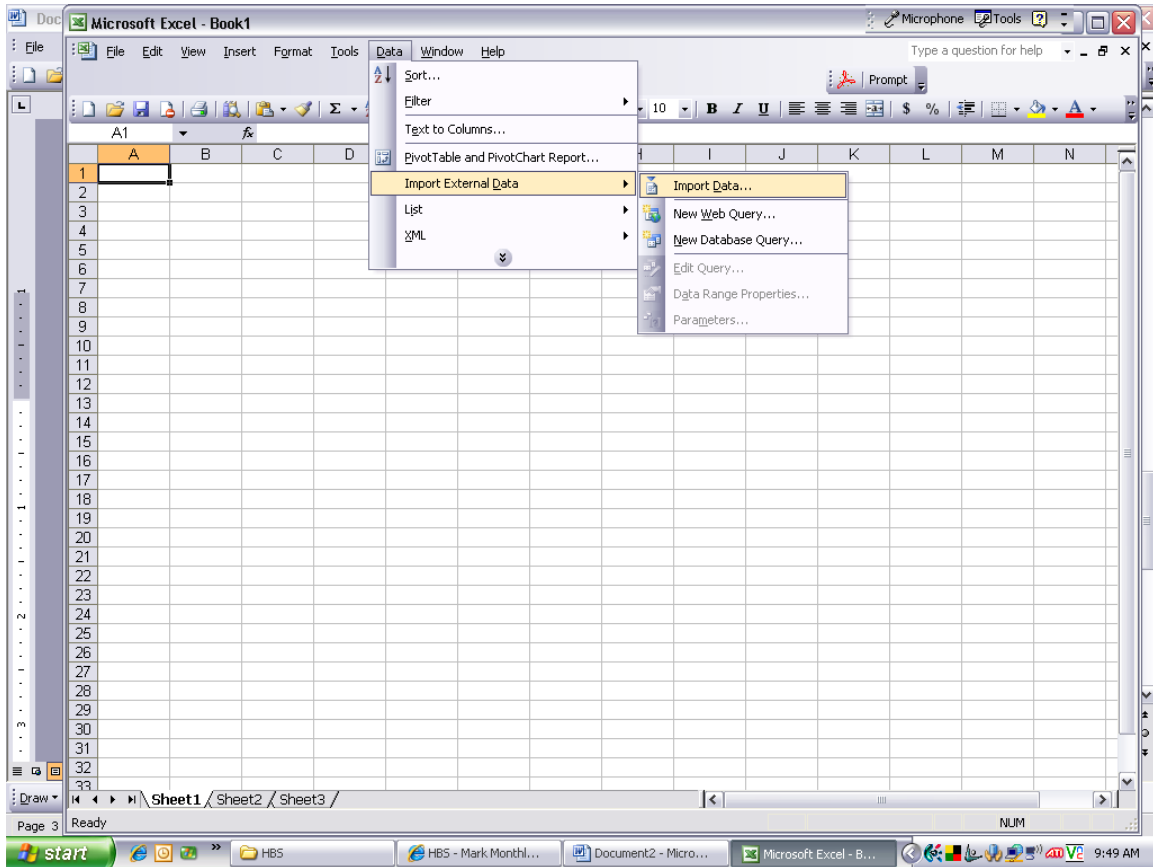 Doc
Microsoft Excel - Book1
Microphone Tools
File
File Edit View Insert Format Tools Data Window Help
Type a question for help
Sort...
Filter
Text to Columns...
PivotTable and PivotChart Report...
Import External Data
List
XML
Import Data...
New Web Query...
New Database Query...
Edit Query...
Data Range Properties...
Parameters...
Prompt
10 B I U $ % A
A1 fx
A B C D H I J K L M N
1
2
3
4
5
6
7
8
9
10
11
12
13
14
15
16
17
18
19
20
21
22
23
24
25
26
27
28
29
30
31
32
33
Sheet1 / Sheet2 / Sheet3 /
Draw
Page 3
Ready
NUM
start
HBS
HBS - Mark Monthl...
Document2 - Micro...
Microsoft Excel - B...
9:49 AM